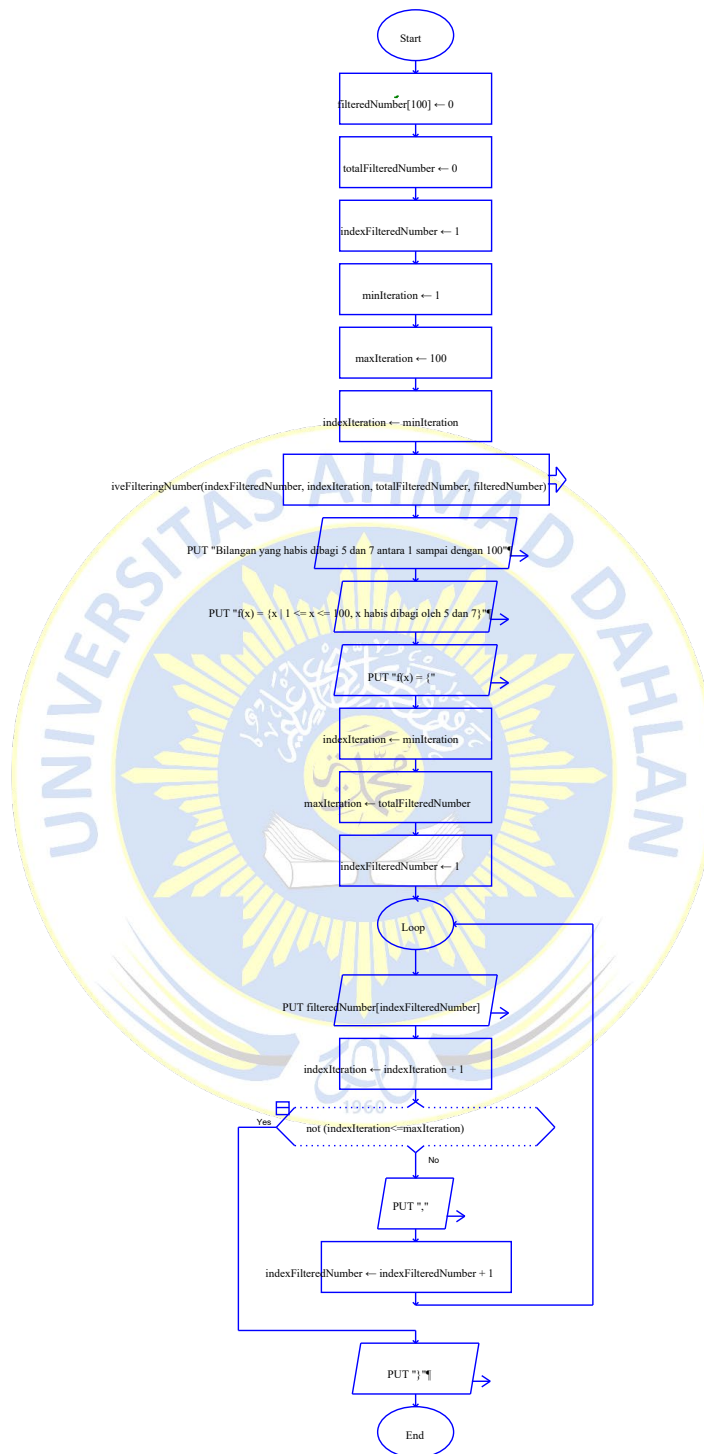 Start
filteredNumber[100] ← 0
totalFilteredNumber ← 0
indexFilteredNumber ← 1
minIteration ← 1
maxIteration ← 100
indexIteration ← minIteration
iveFilteringNumber(indexFilteredNumber, indexIteration, totalFilteredNumber, filteredNumber)
PUT "Bilangan yang habis dibagi 5 dan 7 antara 1 sampai dengan 100"¶
PUT "f(x) = {x | 1 <= x <= 100, x habis dibagi oleh 5 dan 7}"¶
PUT "f(x) = {"
indexIteration ← minIteration
maxIteration ← totalFilteredNumber
indexFilteredNumber ← 1
Loop
PUT filteredNumber[indexFilteredNumber]
indexIteration ← indexIteration + 1
Yes
not (indexIteration<=maxIteration)
No
PUT ","
indexFilteredNumber ← indexFilteredNumber + 1
PUT "}"¶
End
UNIVERSITAS AHMAD DAHLAN
1960